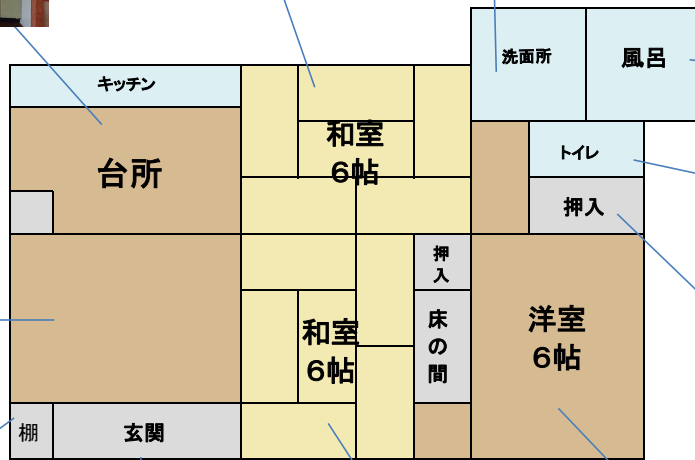 洗面所
風呂
キッチン
和室
6帖
トイレ
台所
押入
押
入
洋室
6帖
床
の
間
和室
6帖
棚
玄関